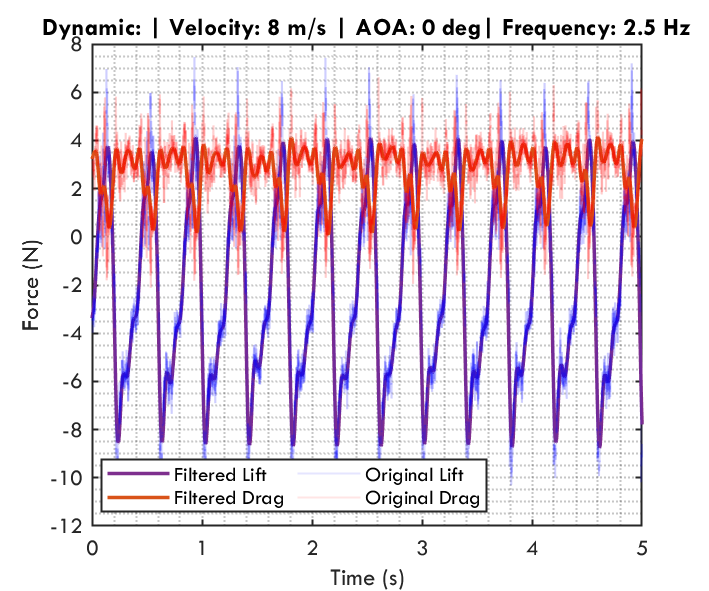 Dynamic: | Velocity: 8 m/s | AOA: 0 deg| Frequency: 2.5 Hz
8
6
4
2
0
-2
-4
-6
-8
-10
-12
Force (N)
Filtered Lift
Original Lift
Filtered Drag
Original Drag
0
1
2
3
4
5
Time (s)